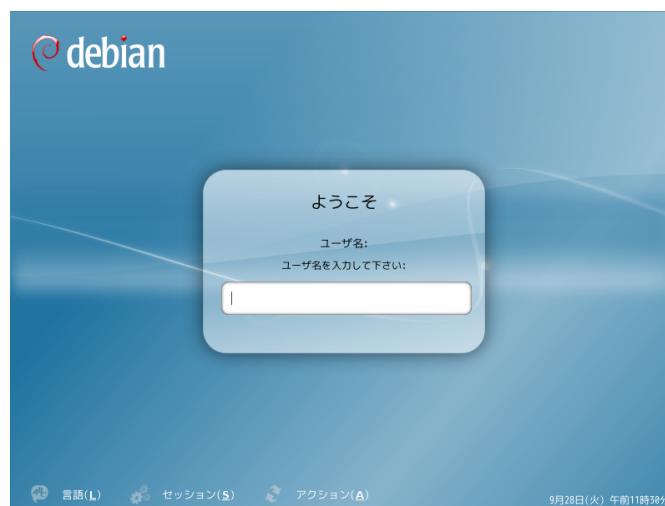 debian
ようこそ
ユーザ名:
ユーザ名を入力して下さい:
言語(L) セッション(S) アクション(A) 9月28日(火) 午前11時30分